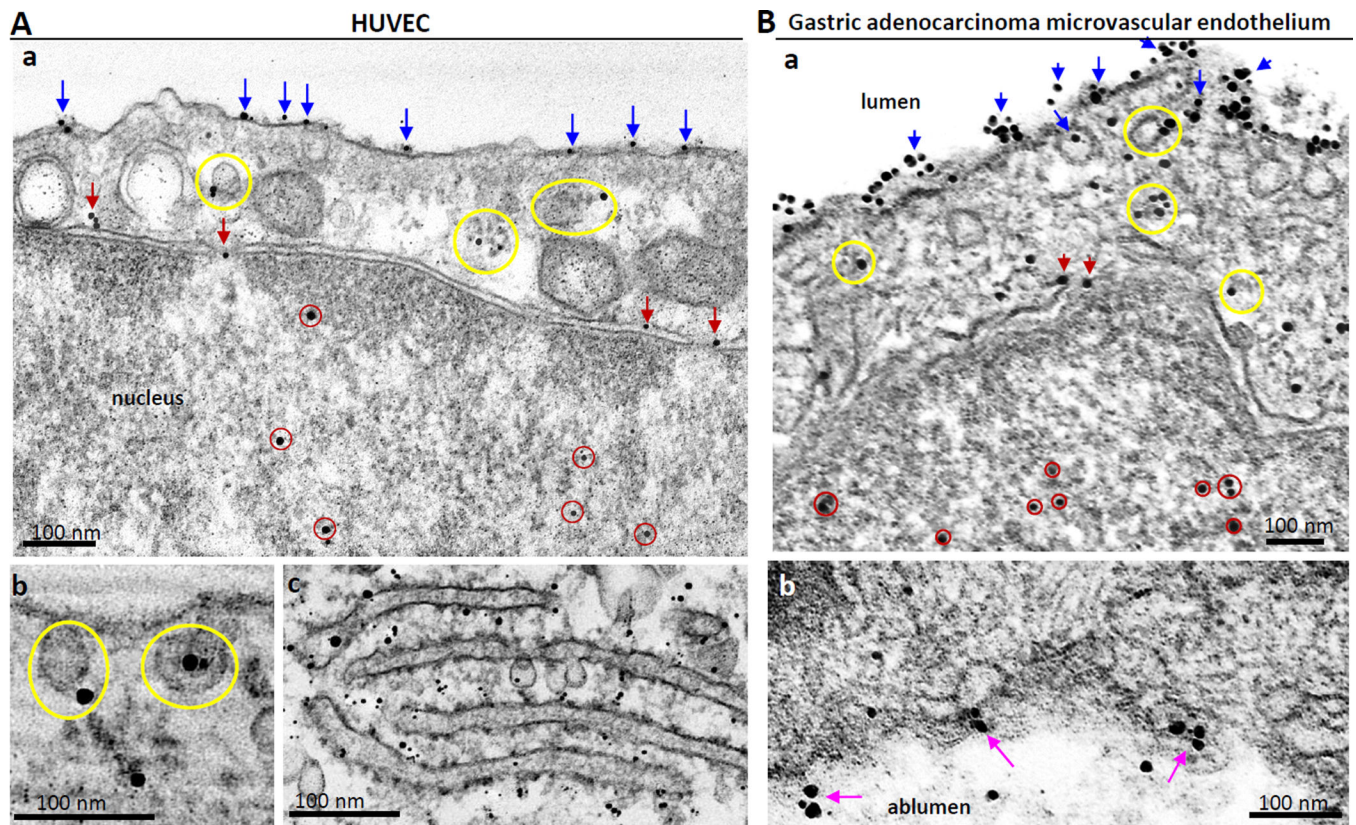 A
HUVEC
B
Gastric adenocarcinoma microvascular endothelium
a
nucleus
100 nm
b
100 nm
c
100 nm
a
lumen
100 nm
b
ablumen
100 nm